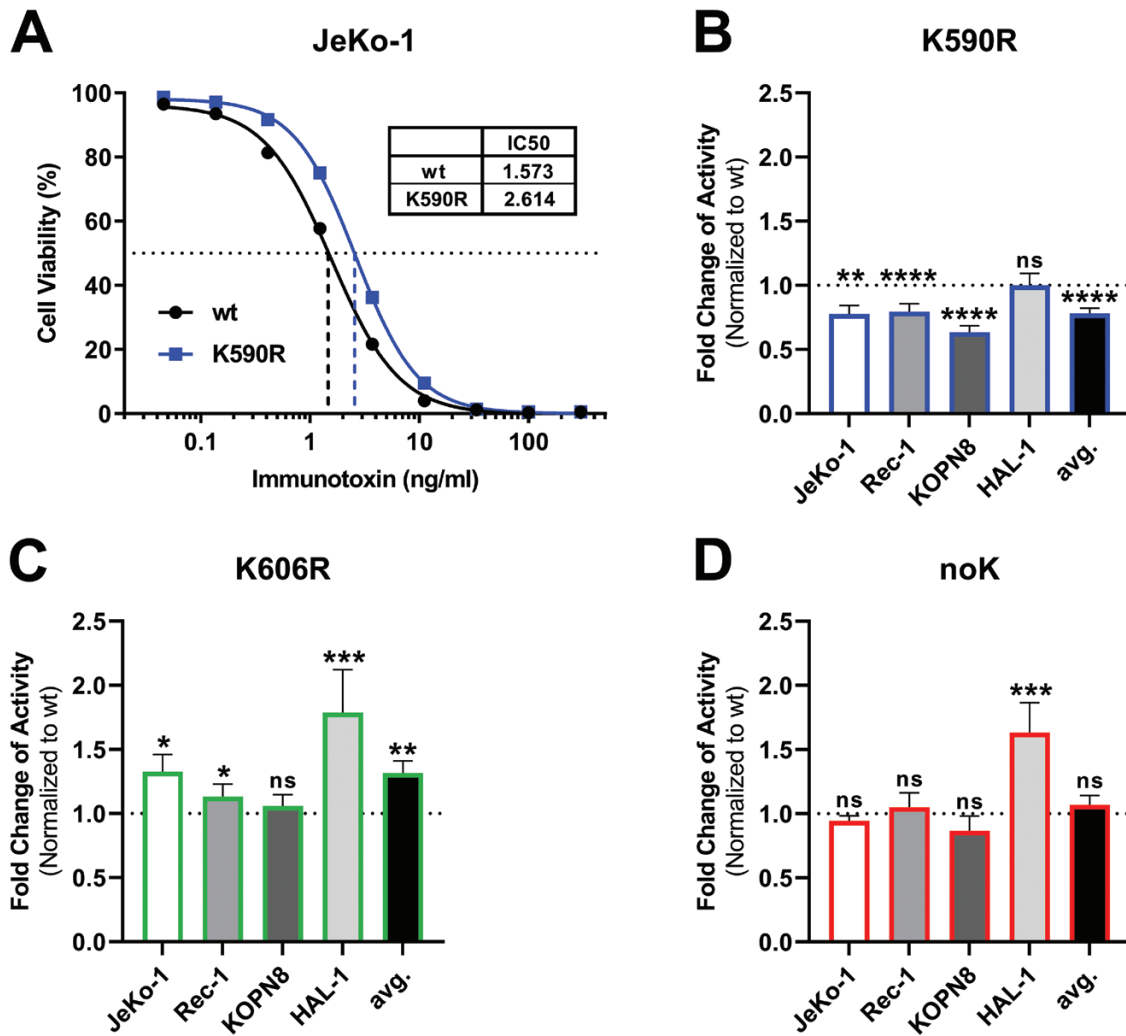 A
JeKo-1
Cell Viability (%)
100
80
60
40
20
0
0.1 1 10 100
Immunotoxin (ng/ml)
wt
K590R
IC50
wt 1.573
K590R 2.614
B
K590R
Fold Change of Activity
(Normalized to wt)
2.5
2.0
1.5
1.0
0.5
0.0
** **** **** ns ****
JeKo-1 Rec-1 KOPN8 HAL-1 avg.
C
K606R
Fold Change of Activity
(Normalized to wt)
2.5
2.0
1.5
1.0
0.5
0.0
* * ns *** **
JeKo-1 Rec-1 KOPN8 HAL-1 avg.
D
noK
Fold Change of Activity
(Normalized to wt)
2.5
2.0
1.5
1.0
0.5
0.0
ns ns ns *** ns
JeKo-1 Rec-1 KOPN8 HAL-1 avg.